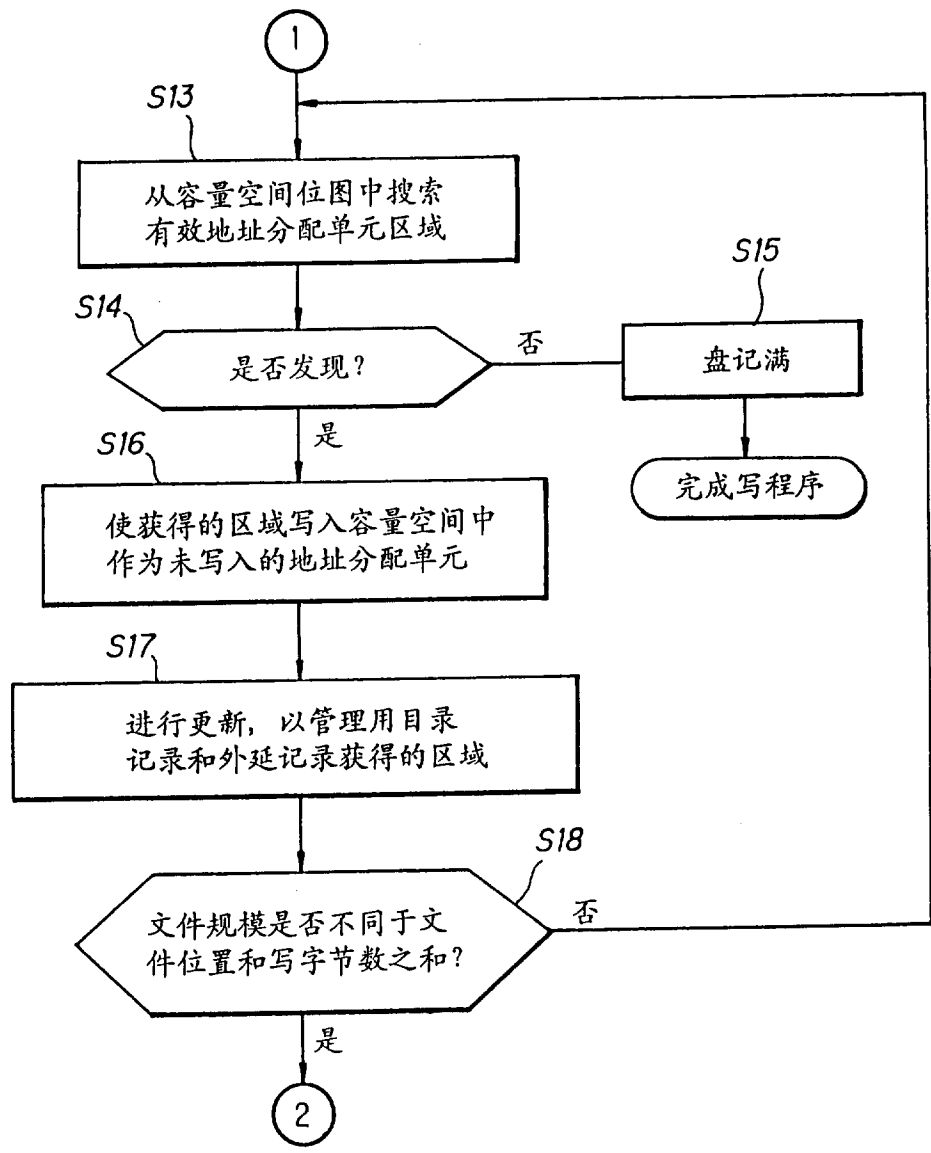 1
S13
从容量空间位图中搜索
有效地址分配单元区域
S14
是否发现?
否
S15
盘记满
完成写程序
是
S16
使获得的区域写入容量空间中
作为未写入的地址分配单元
S17
进行更新, 以管理用目录
记录和外延记录获得的区域
S18
文件规模是否不同于文
件位置和写字节数之和?
否
是
2